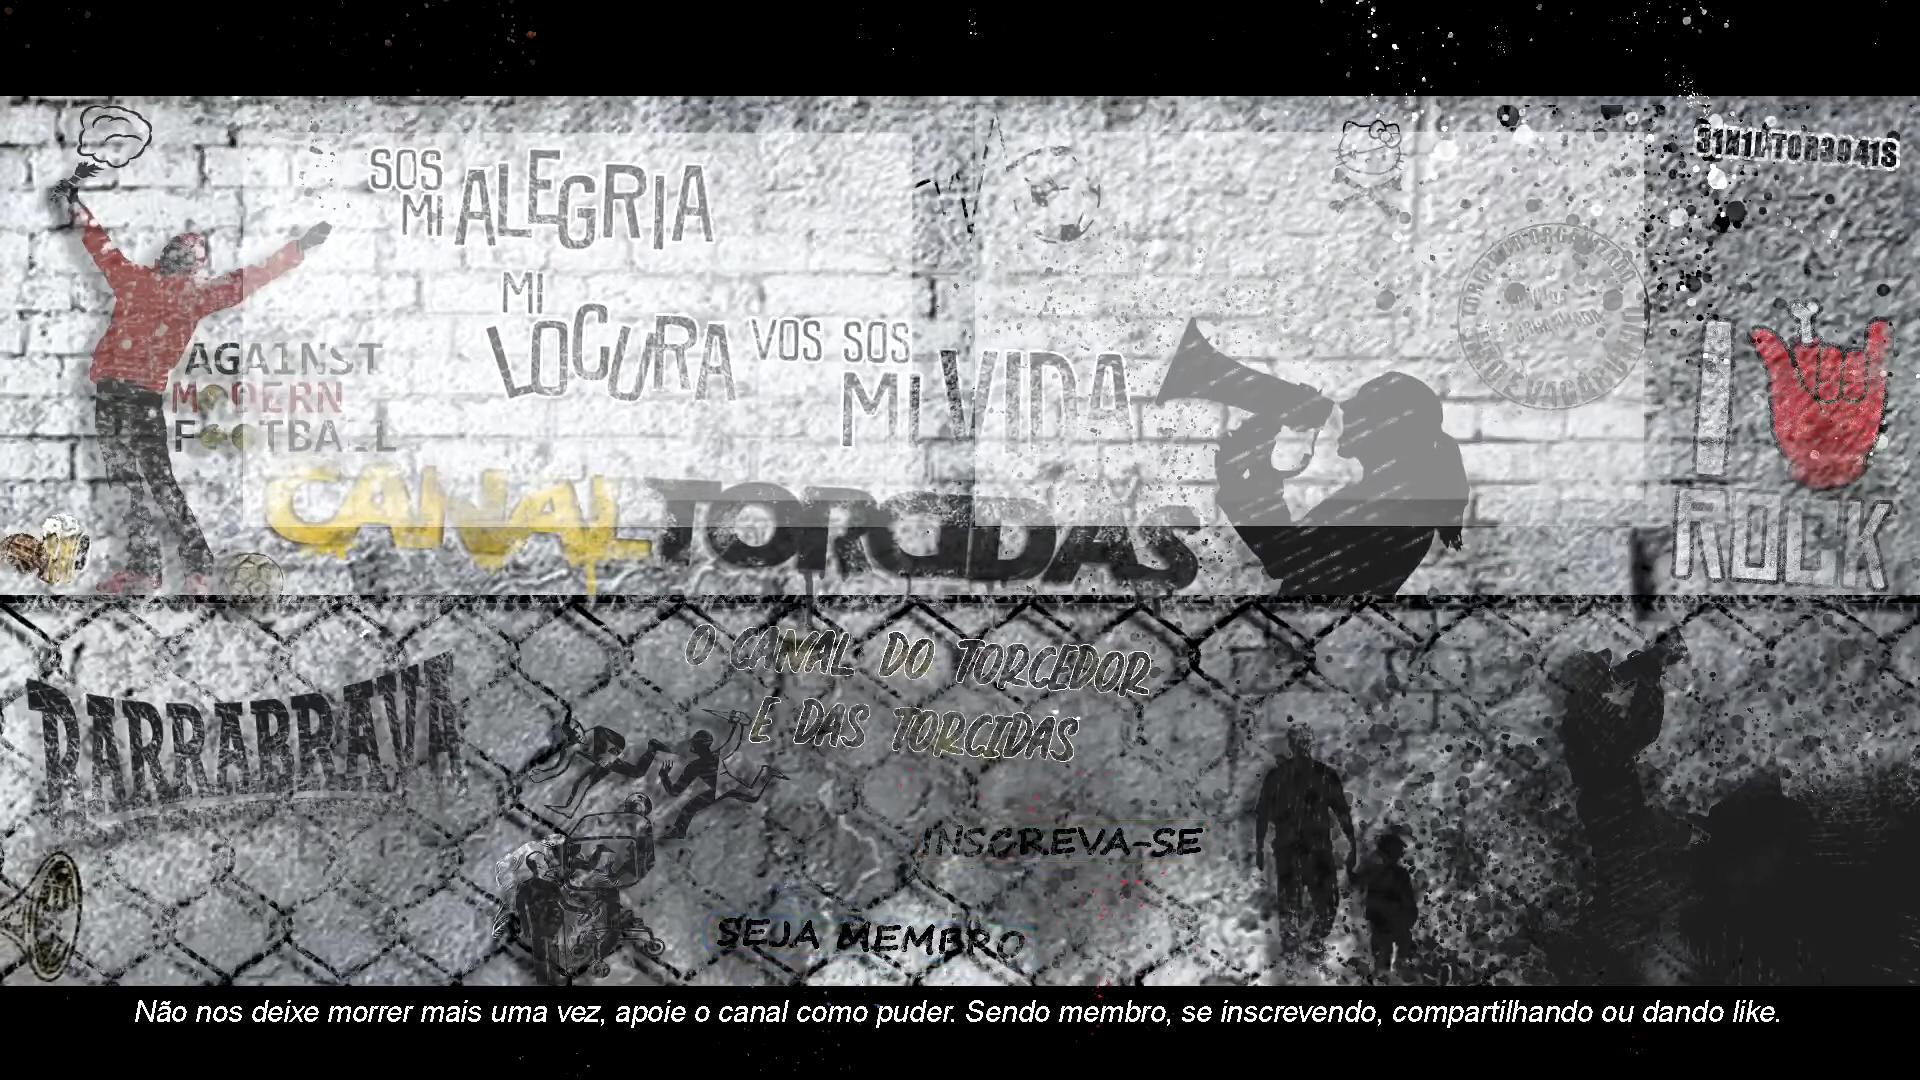 SOS
MI ALEGRIA
MI
LOCURA VOS SOS
MI VIDA
AGAINST
MODERN
FOOTBALL
CANAL TORCIDAS
I
ROCK
O CANAL DO TORCEDOR
E DAS TORCIDAS
BARRABRAVA
INSCREVA-SE
SEJA MEMBRO
Não nos deixe morrer mais uma vez, apoie o canal como puder. Sendo membro, se inscrevendo, compartilhando ou dando like.